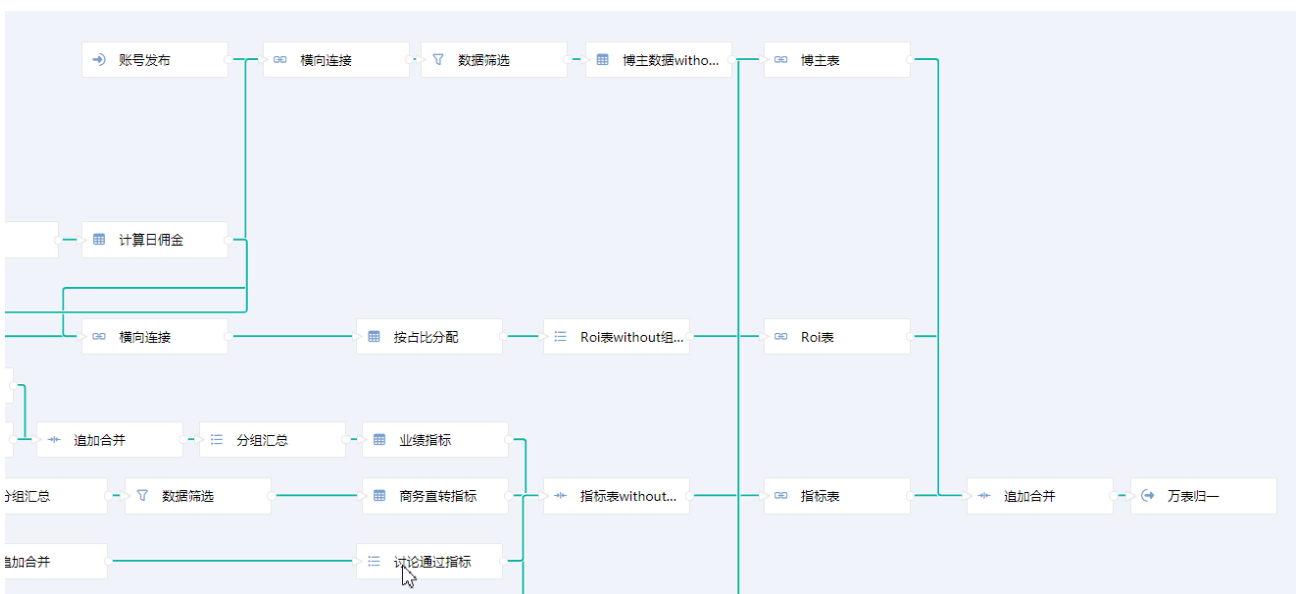 账号发布
横向连接
数据筛选
博主数据witho...
博主表
计算日佣金
横向连接
按占比分配
Roi表without组...
Roi表
追加合并
分组汇总
业绩指标
分组汇总
数据筛选
商务直转指标
指标表without...
指标表
追加合并
万表归一
追加合并
讨论通过指标